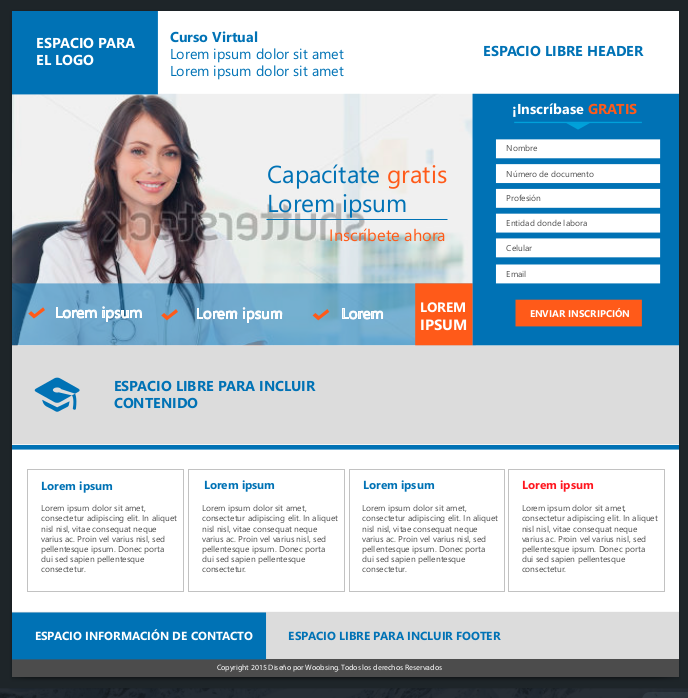 ESPACIO PARA
EL LOGO
Curso Virtual
Lorem ipsum dolor sit amet
Lorem ipsum dolor sit amet
ESPACIO LIBRE HEADER
Capacítate gratis
Lorem ipsum
shutterstock
Inscríbete ahora
Lorem ipsum
Lorem ipsum
Lorem
LOREM
IPSUM
¡Inscríbase GRATIS
Nombre
Número de documento
Profesión
Entidad donde labora
Celular
Email
ENVIAR INSCRIPCIÓN
ESPACIO LIBRE PARA INCLUIR
CONTENIDO
Lorem ipsum
Lorem ipsum dolor sit amet,
consectetur adipiscing elit. In aliquet
nisl nisl, vitae consequat neque
varius ac. Proin vel varius nisl, sed
pellentesque ipsum. Donec porta
dui sed sapien pellentesque
consectetur.
Lorem ipsum
Lorem ipsum dolor sit amet,
consectetur adipiscing elit. In aliquet
nisl nisl, vitae consequat neque
varius ac. Proin vel varius nisl, sed
pellentesque ipsum. Donec porta
dui sed sapien pellentesque
consectetur.
Lorem ipsum
Lorem ipsum dolor sit amet,
consectetur adipiscing elit. In aliquet
nisl nisl, vitae consequat neque
varius ac. Proin vel varius nisl, sed
pellentesque ipsum. Donec porta
dui sed sapien pellentesque
consectetur.
Lorem ipsum
Lorem ipsum dolor sit amet,
consectetur adipiscing elit. In aliquet
nisl nisl, vitae consequat neque
varius ac. Proin vel varius nisl, sed
pellentesque ipsum. Donec porta
dui sed sapien pellentesque
consectetur.
ESPACIO INFORMACIÓN DE CONTACTO
ESPACIO LIBRE PARA INCLUIR FOOTER
Copyright 2015 Diseño por Woobsing. Todos los derechos Reservados